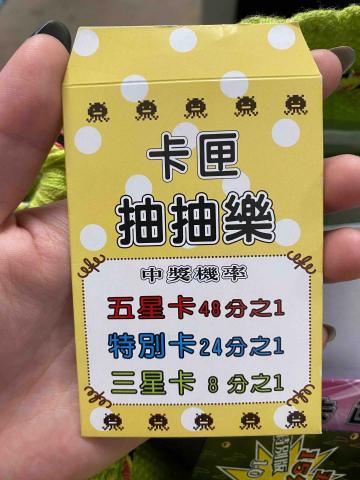 卡匣
抽抽樂
中獎機率
五星卡48分之1
特別卡24分之1
三星卡 8 分之1